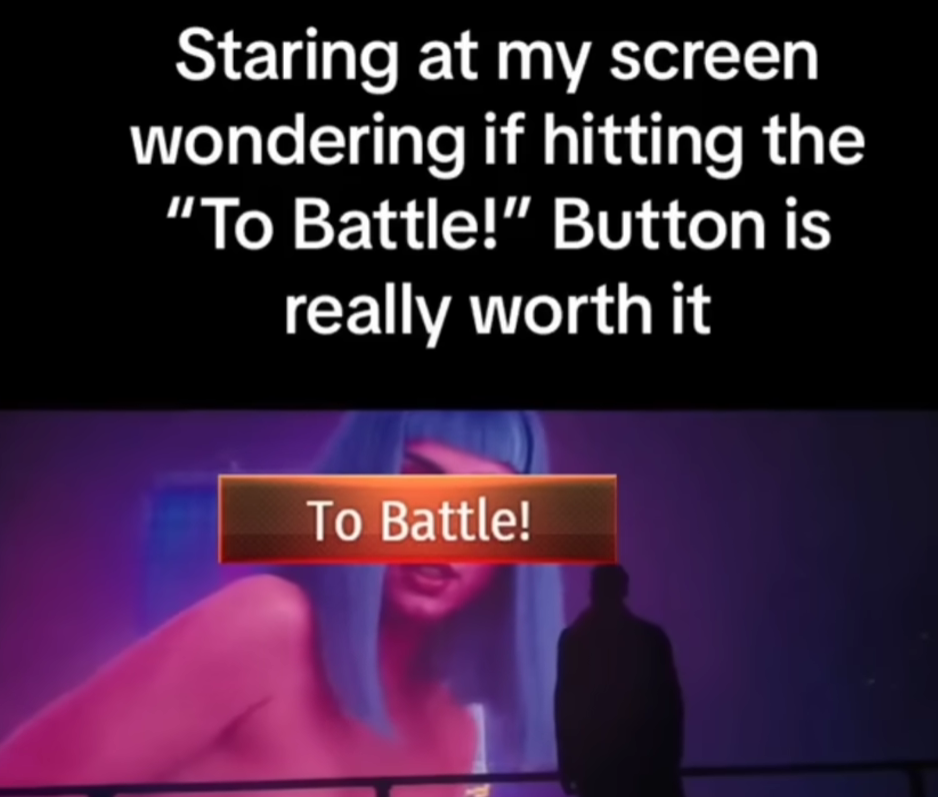 Staring at my screen
wondering if hitting the
“To Battle!” Button is
really worth it
To Battle!